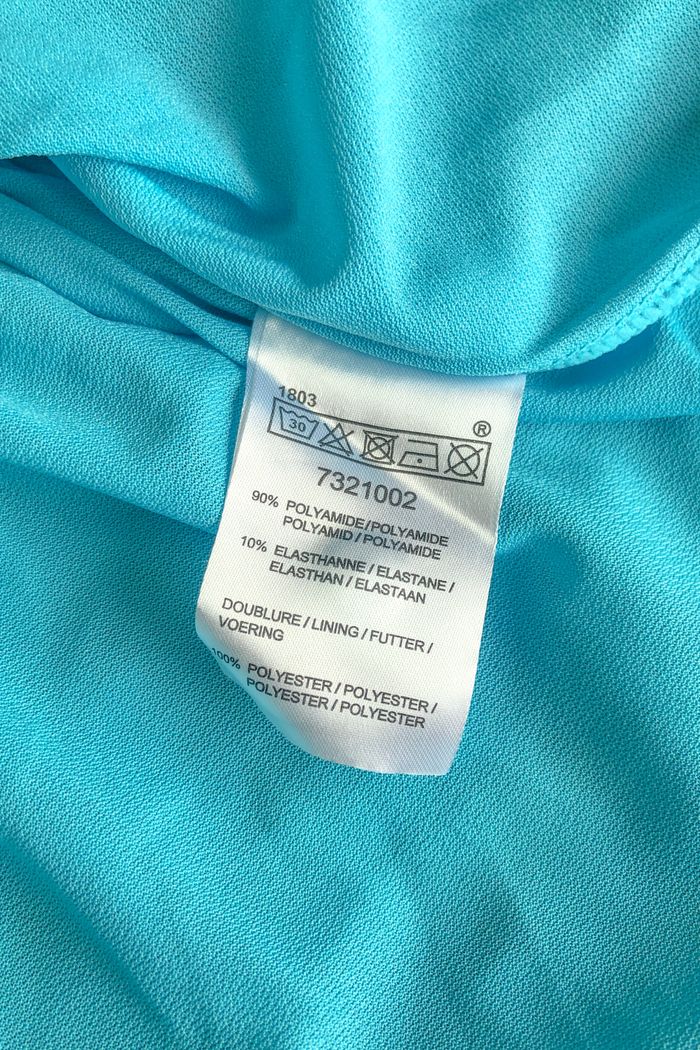 1803
30
®
7321002
90% POLYAMIDE/POLYAMIDE
POLYAMID/POLYAMIDE
10% ELASTHANNE/ELASTANE/
ELASTHAN/ELASTAAN
DOUBLURE/LINING/FUTTER/
VOERING
100% POLYESTER/POLYESTER/
POLYESTER/POLYESTER